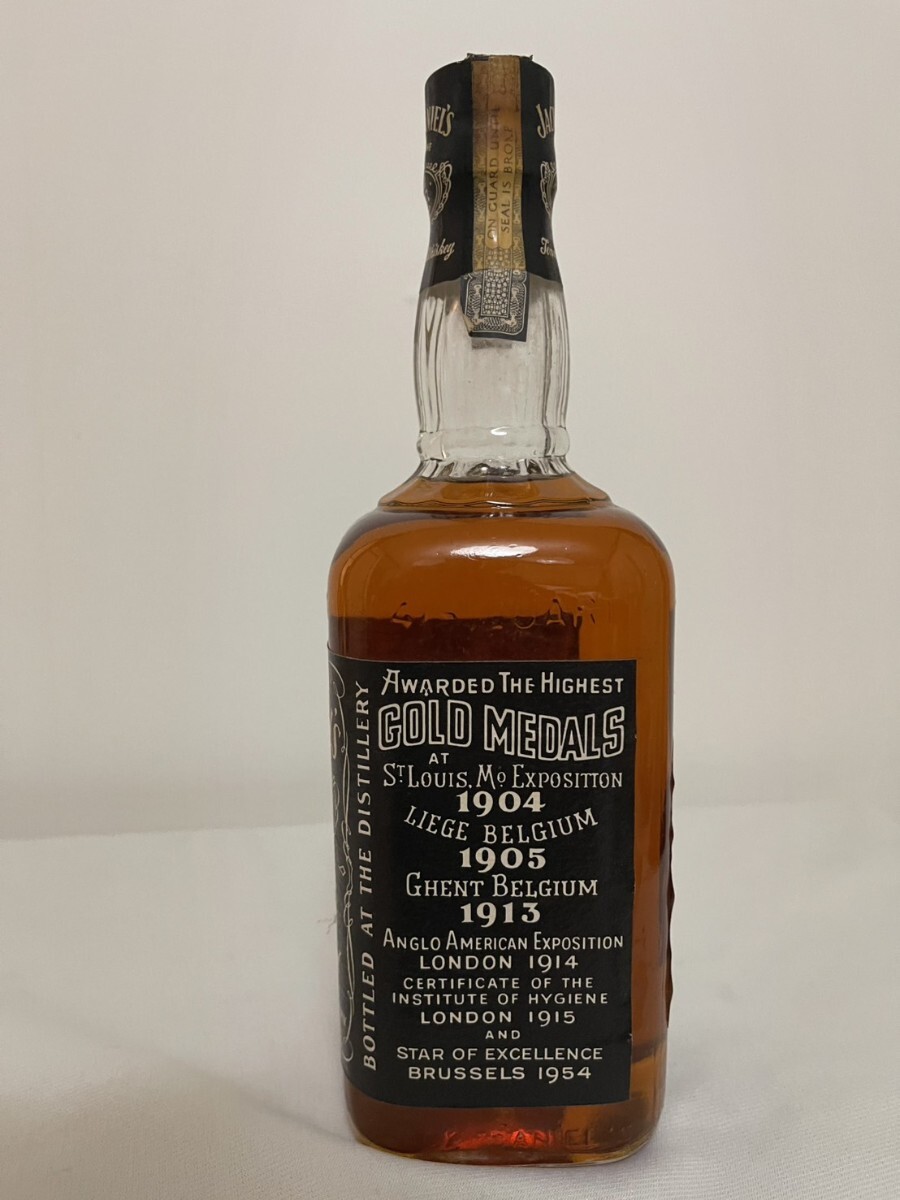 ON GUARD UNTIL
SEAL IS BROKE
Whiskey
BOTTLED AT THE DISTILLERY
AWARDED THE HIGHEST
GOLD MEDALS
AT
ST LOUIS, MO EXPOSITION
1904
LIEGE BELGIUM
1905
GHENT BELGIUM
1913
ANGLO AMERICAN EXPOSITION
LONDON 1914
CERTIFICATE OF THE
INSTITUTE OF HYGIENE
LONDON 1915
AND
STAR OF EXCELLENCE
BRUSSELS 1954